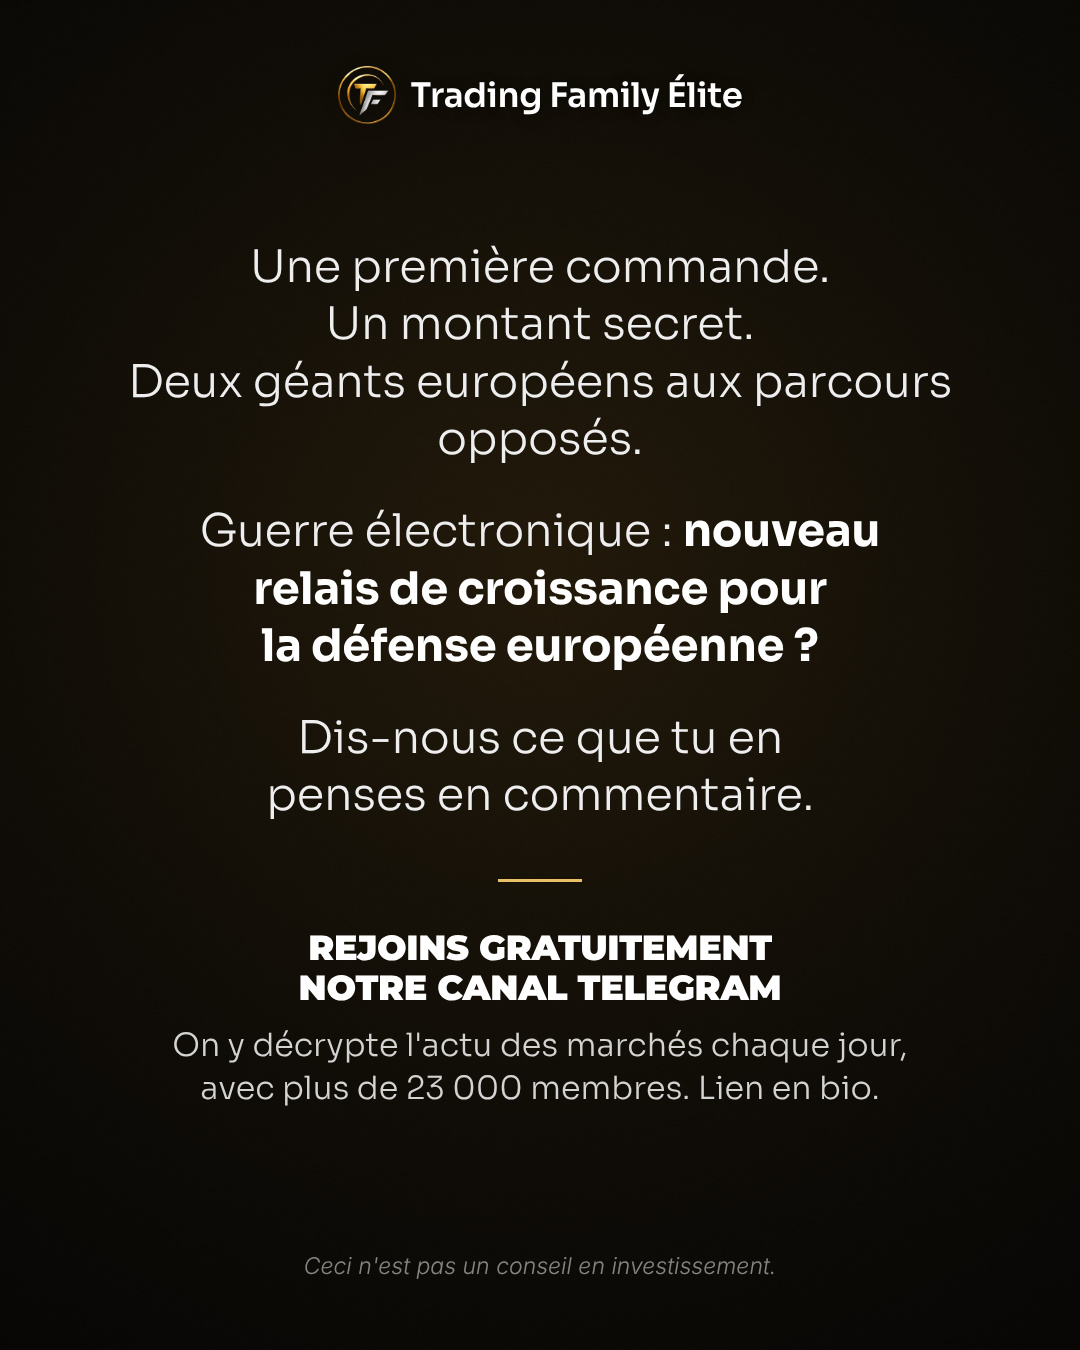 TF Trading Family Élite
Une première commande.
Un montant secret.
Deux géants européens aux parcours
opposés.
Guerre électronique : nouveau
relais de croissance pour
la défense européenne ?
Dis-nous ce que tu en
penses en commentaire.
REJOINS GRATUITEMENT
NOTRE CANAL TELEGRAM
On y décrypte l'actu des marchés chaque jour,
avec plus de 23 000 membres. Lien en bio.
Ceci n'est pas un conseil en investissement.